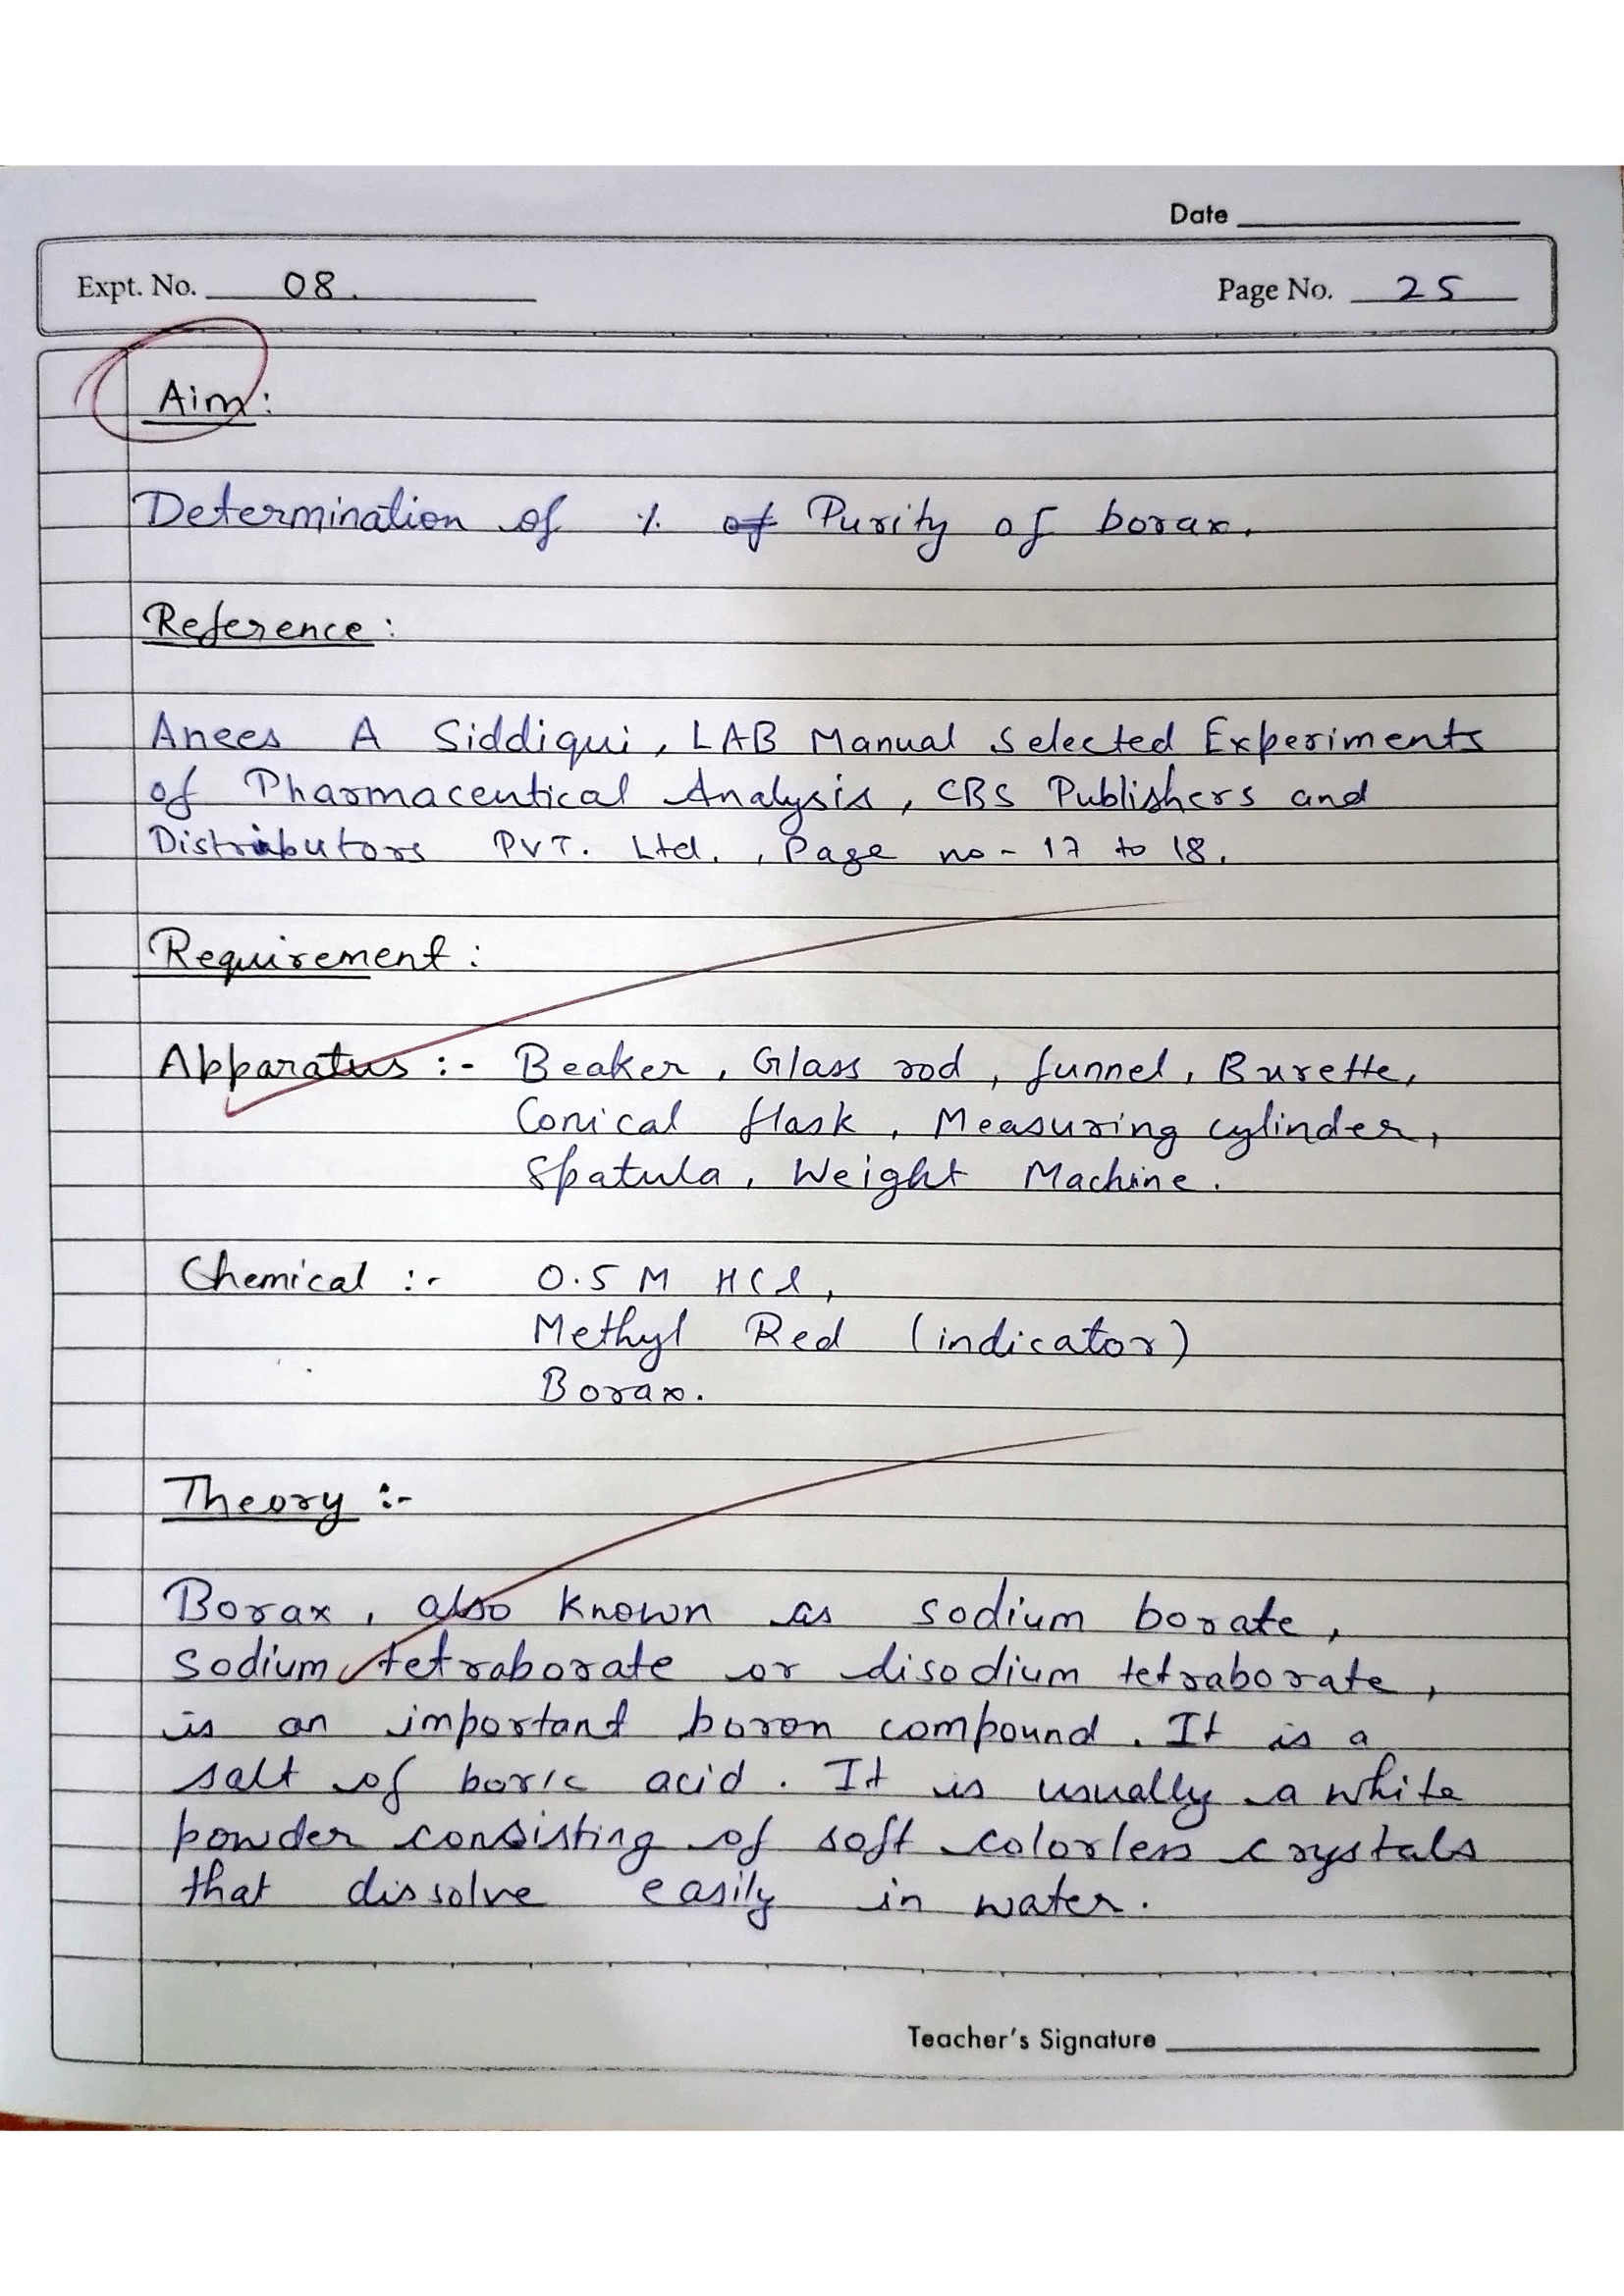 Date
Expt. No. 08.
Page No. 25
Aim:
Determination of % of Purity of borax.
Reference:
Anees A Siddiqui, LAB Manual Selected Experiments
of Pharmaceutical Analysis, CBS Publishers and
Distributors PVT. Ltd., Page no - 17 to 18.
Requirement:
Apparatus :- Beaker, Glass rod, funnel, Burette,
Conical flask, Measuring cylinder,
Spatula, Weight Machine.
Chemical :- 0.5 M HCl,
Methyl Red (indicator)
Borax.
Theory :-
Borax, also known as sodium borate,
Sodium tetraborate or disodium tetraborate,
is an important boron compound. It is a
salt of boric acid. It is usually a white
powder consisting of soft colorless crystals
that dissolve easily in water.
Teacher's Signature